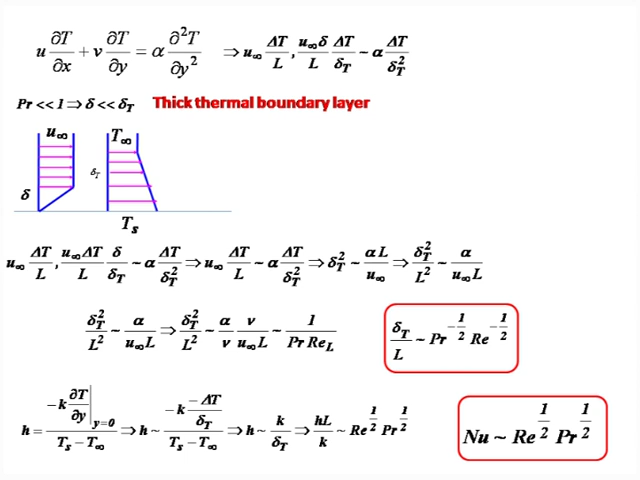 u ∂T/∂x + v ∂T/∂y = α ∂²T/∂y² ⇒ u∞ ΔT/L , u∞δ/L ΔT/δT ~ α ΔT/δT²
Pr << 1 ⇒ δ << δT Thick thermal boundary layer
u∞ T∞
δT
δ
Ts
u∞ ΔT/L , u∞ΔT/L δ/δT ~ α ΔT/δT² ⇒ u∞ ΔT/L ~ α ΔT/δT² ⇒ δT² ~ αL/u∞ ⇒ δT²/L² ~ α/u∞L
δT²/L² ~ α/u∞L ⇒ δT²/L² ~ α/ν ν/u∞L ~ 1/Pr ReL
δT/L ~ Pr^(-1/2) Re^(-1/2)
h = -k ∂T/∂y|y=0 / Ts - T∞ ⇒ h ~ -k -ΔT/δT / Ts - T∞ ⇒ h ~ k/δT ⇒ hL/k ~ Re^(1/2) Pr^(1/2)
Nu ~ Re^(1/2) Pr^(1/2)